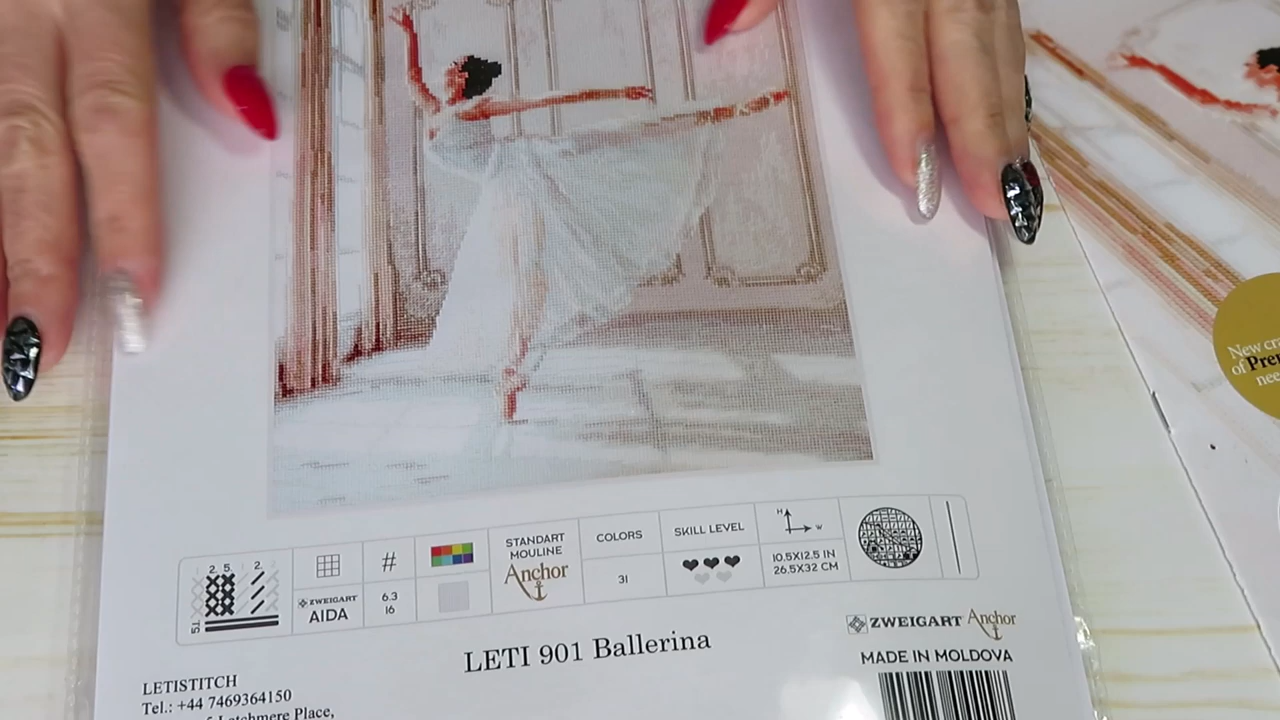 New
of Pre
nee
2 5
2
ST
ZWEIGART
AIDA
#
6.3
16
STANDART
MOULINE
Anchor
COLORS
31
SKILL LEVEL
H
W
10.5X12.5 IN
26.5X32 CM
LETI 901 Ballerina
ZWEIGART Anchor
MADE IN MOLDOVA
LETISTITCH
Tel.: +44 7469364150
Letchmere Place,